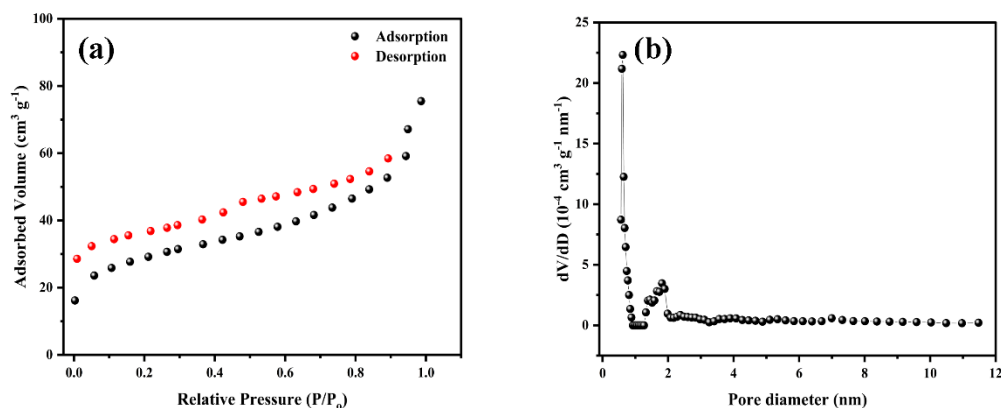 (a)
Adsorption
Desorption
Adsorbed Volume (cm³ g⁻¹)
100
80
60
40
20
0
0.0 0.2 0.4 0.6 0.8 1.0
Relative Pressure (P/Pₒ)
(b)
dV/dD (10⁻⁴ cm³ g⁻¹ nm⁻¹)
25
20
15
10
5
0
0 2 4 6 8 10 12
Pore diameter (nm)